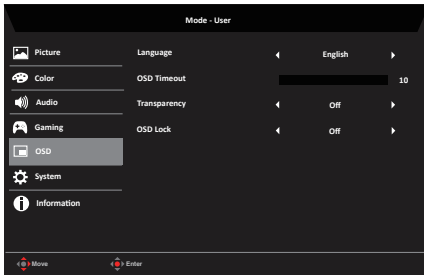 Mode - User
Picture
Language English
Color
OSD Timeout 10
Audio
Transparency Off
Gaming
OSD Lock Off
OSD
System
Information
Move Enter